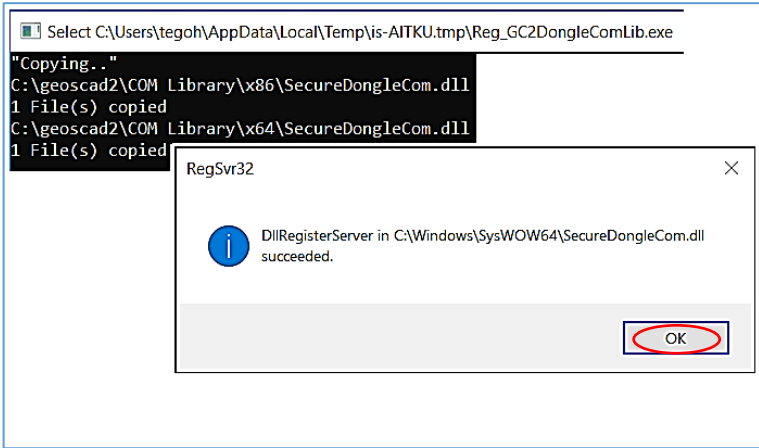 Select C:\Users\tegoh\AppData\Local\Temp\is-AITKU.tmp\Reg_GC2DongleComLib.exe
"Copying.."
C:\geoscad2\COM Library\x86\SecureDongleCom.dll
1 File(s) copied
C:\geoscad2\COM Library\x64\SecureDongleCom.dll
1 File(s) copied
RegSvr32
DllRegisterServer in C:\Windows\SysWOW64\SecureDongleCom.dll
succeeded.
OK